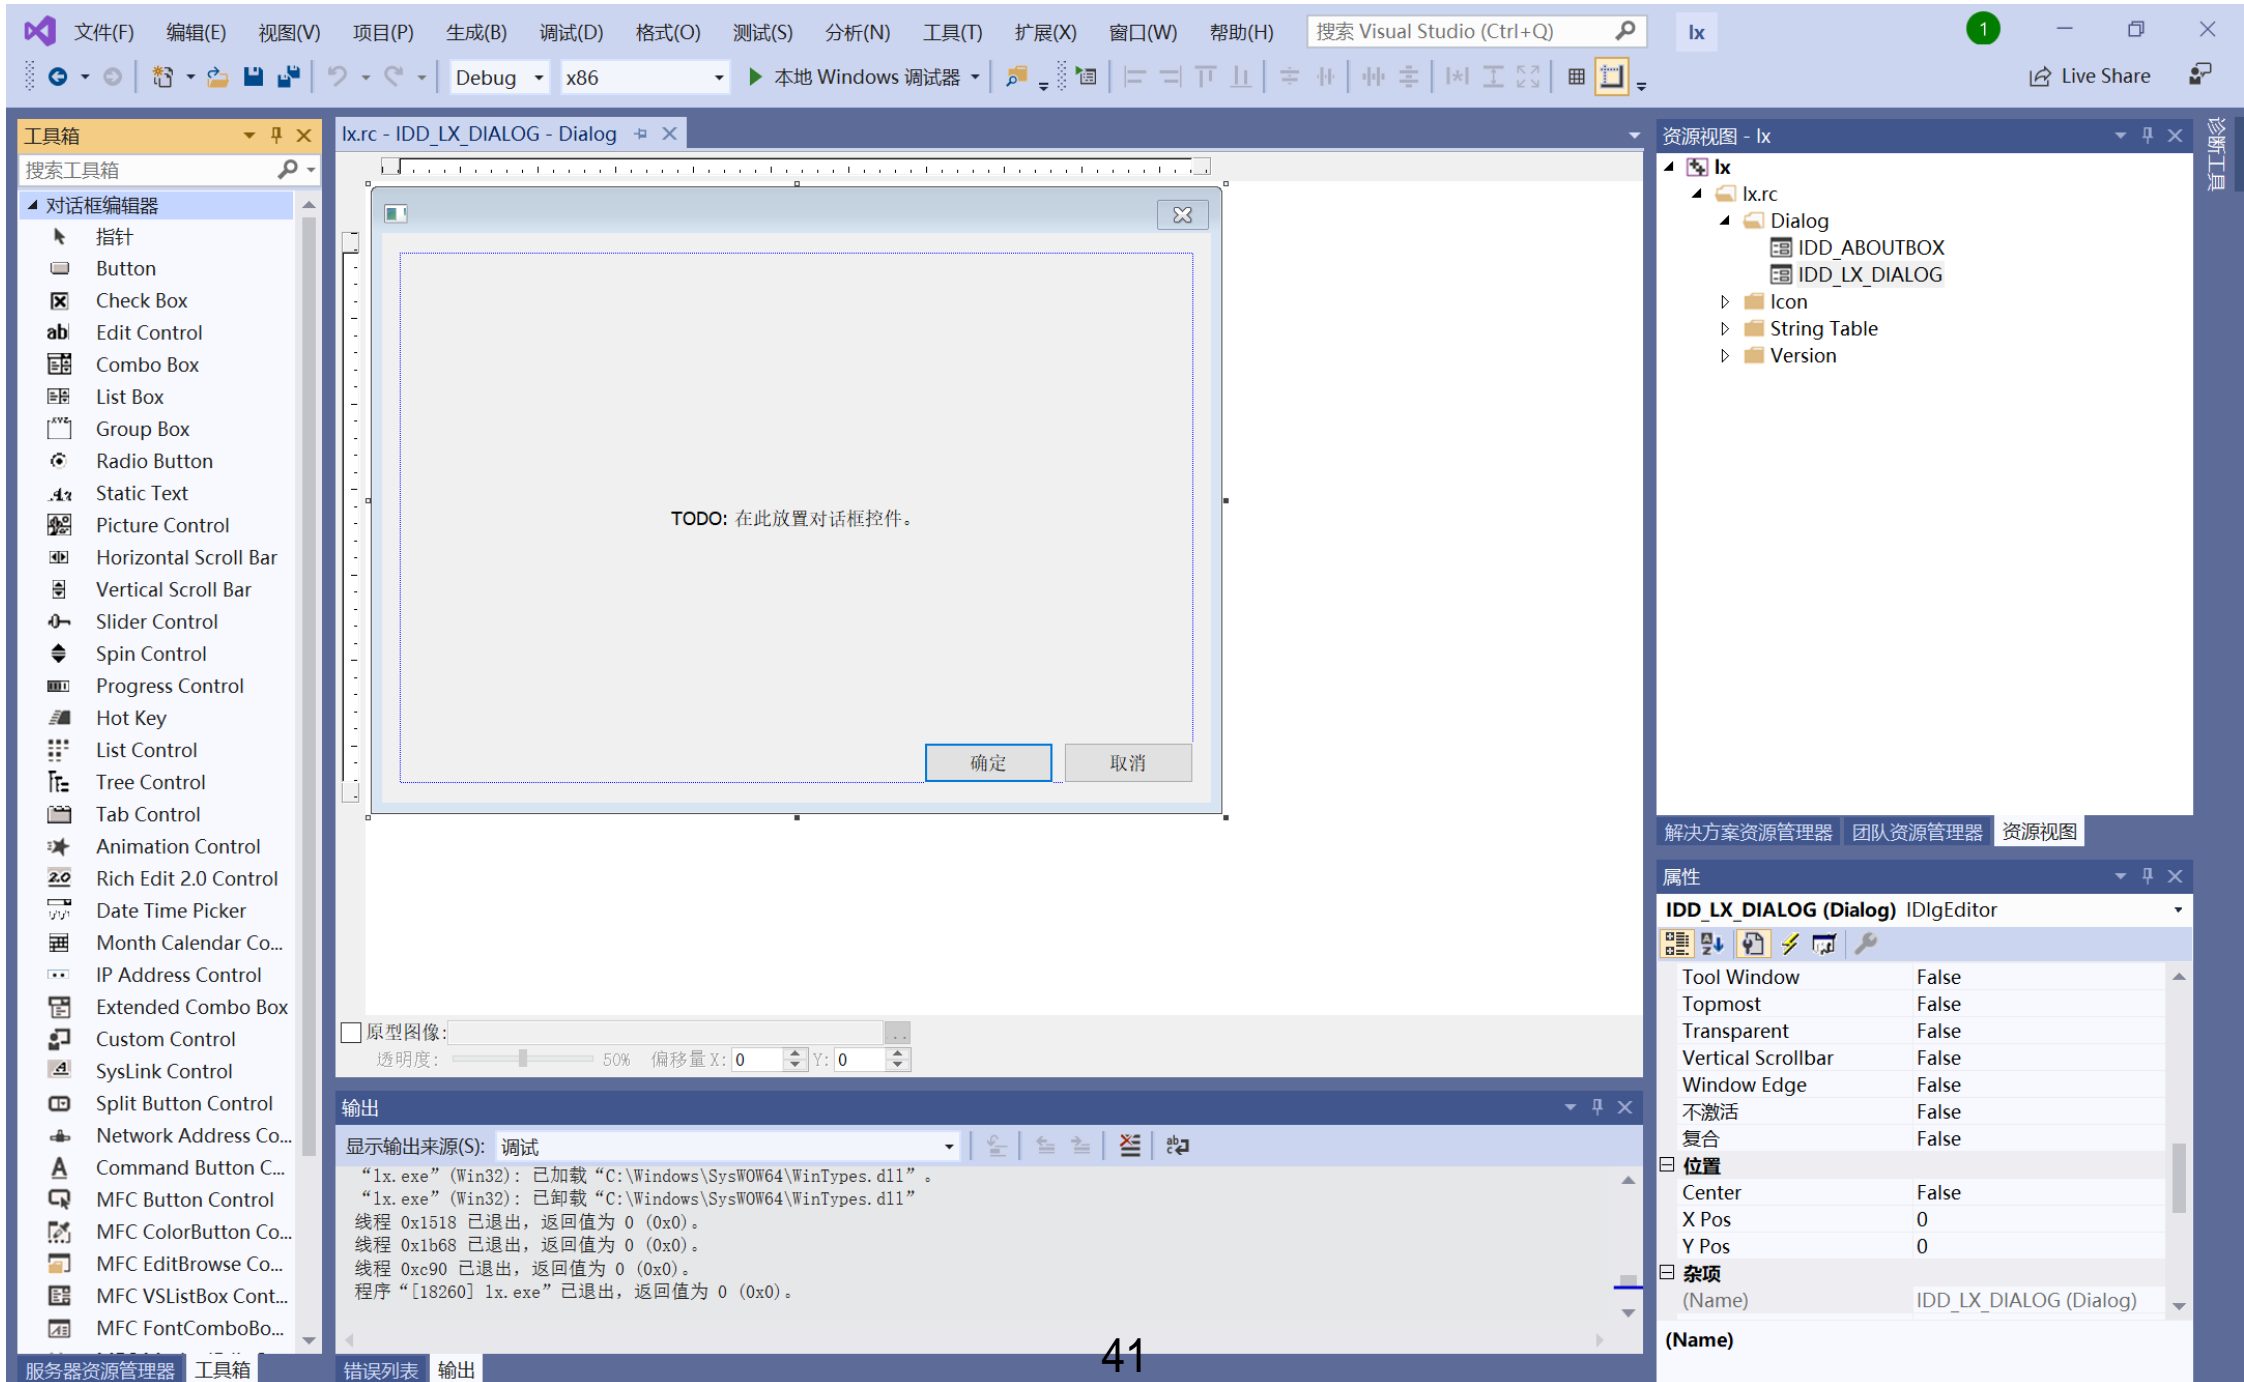 文件(F) 编辑(E) 视图(V) 项目(P) 生成(B) 调试(D) 格式(O) 测试(S) 分析(N) 工具(T) 扩展(X) 窗口(W) 帮助(H) 搜索 Visual Studio (Ctrl+Q) lx 1
Debug x86 本地 Windows 调试器 Live Share
工具箱
搜索工具箱
对话框编辑器
指针
Button
Check Box
Edit Control
Combo Box
List Box
Group Box
Radio Button
Static Text
Picture Control
Horizontal Scroll Bar
Vertical Scroll Bar
Slider Control
Spin Control
Progress Control
Hot Key
List Control
Tree Control
Tab Control
Animation Control
Rich Edit 2.0 Control
Date Time Picker
Month Calendar Co...
IP Address Control
Extended Combo Box
Custom Control
SysLink Control
Split Button Control
Network Address Co...
Command Button C...
MFC Button Control
MFC ColorButton Co...
MFC EditBrowse Co...
MFC VSListBox Cont...
MFC FontComboBo...
服务器资源管理器 工具箱
lx.rc - IDD_LX_DIALOG - Dialog
TODO: 在此放置对话框控件。
确定 取消
原型图像: ..
透明度: 50% 偏移量 X: 0 Y: 0
输出
显示输出来源(S): 调试
“lx.exe” (Win32): 已加载 “C:\Windows\SysWOW64\WinTypes.dll”。
“lx.exe” (Win32): 已卸载 “C:\Windows\SysWOW64\WinTypes.dll”
线程 0x1518 已退出，返回值为 0 (0x0)。
线程 0x1b68 已退出，返回值为 0 (0x0)。
线程 0xc90 已退出，返回值为 0 (0x0)。
程序 “[18260] lx.exe” 已退出，返回值为 0 (0x0)。
41
错误列表 输出
资源视图 - lx
lx
lx.rc
Dialog
IDD_ABOUTBOX
IDD_LX_DIALOG
Icon
String Table
Version
解决方案资源管理器 团队资源管理器 资源视图
属性
IDD_LX_DIALOG (Dialog) IDlgEditor
Tool Window False
Topmost False
Transparent False
Vertical Scrollbar False
Window Edge False
不激活 False
复合 False
位置
Center False
X Pos 0
Y Pos 0
杂项
(Name) IDD_LX_DIALOG (Dialog)
(Name)
诊断工具